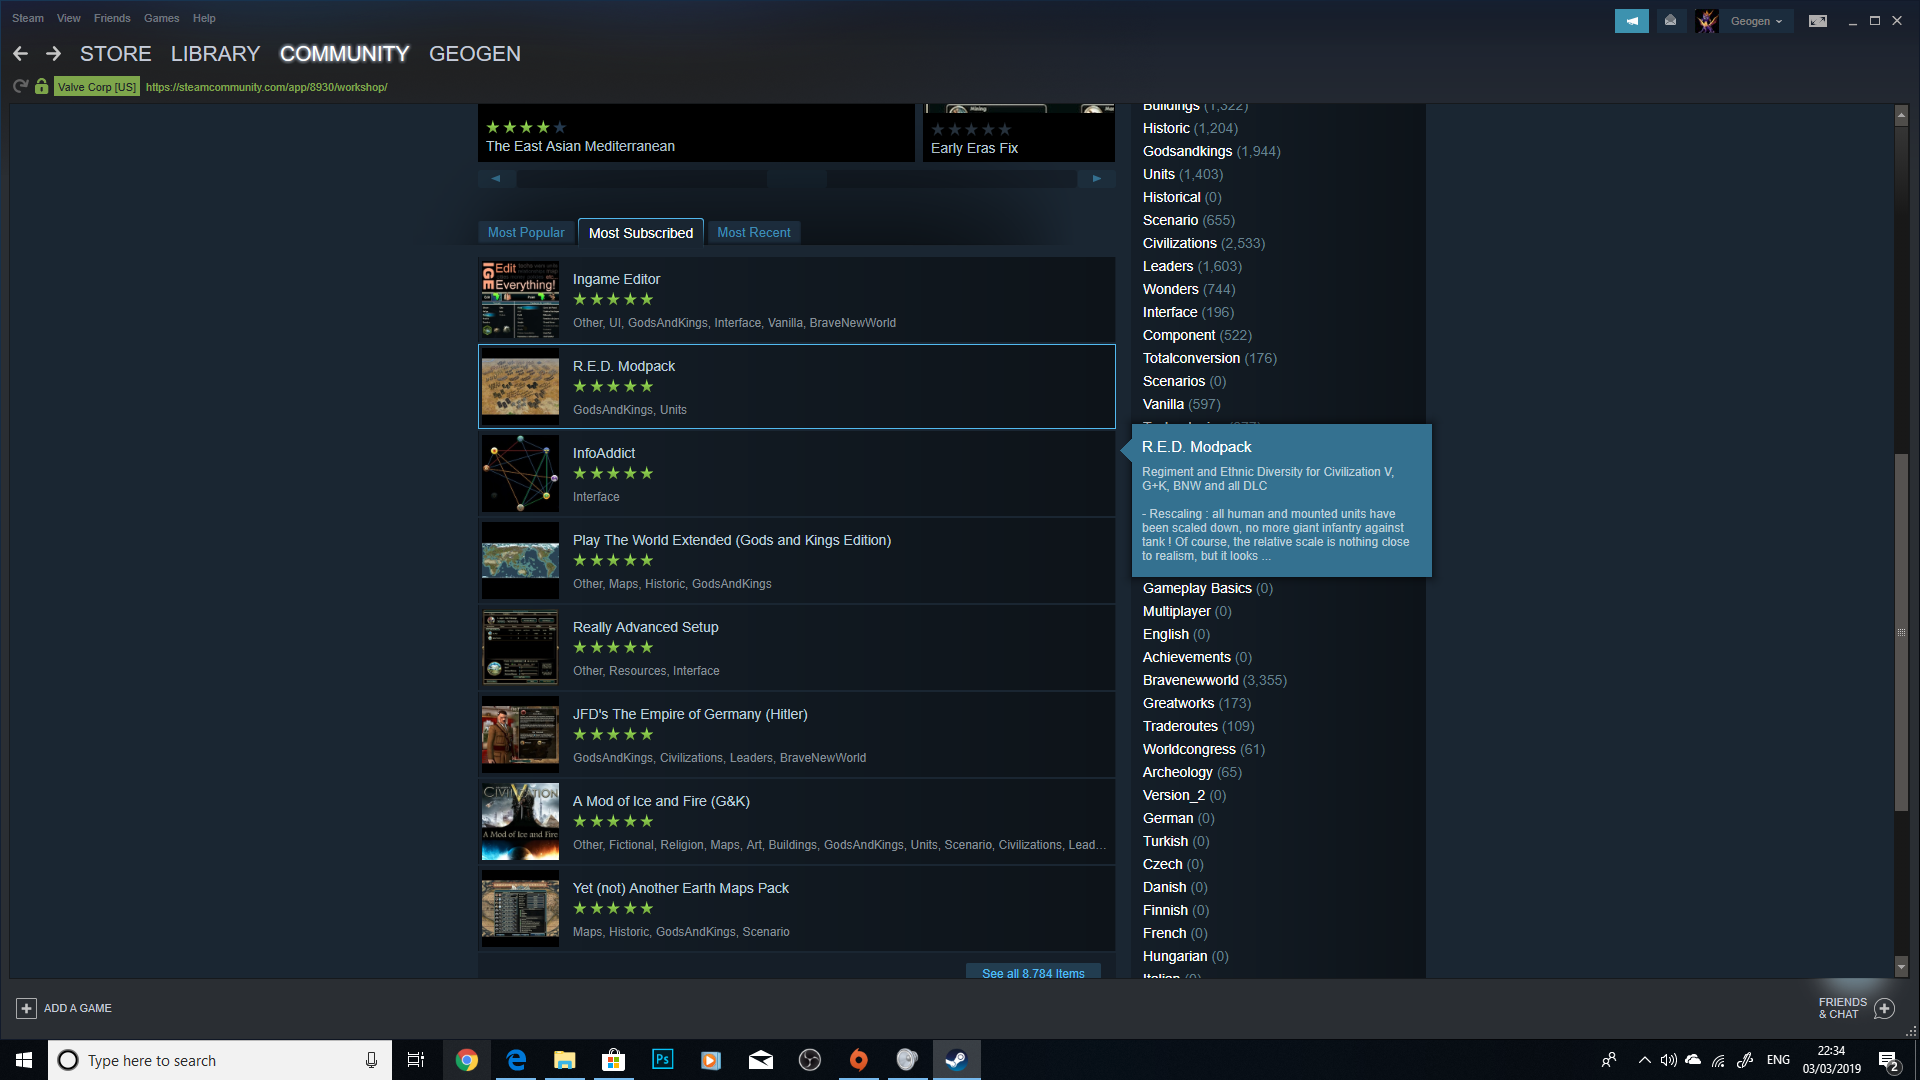 Steam View Friends Games Help
Geogen
STORE LIBRARY COMMUNITY GEOGEN
Valve Corp [US] https://steamcommunity.com/app/8930/workshop/
The East Asian Mediterranean
Early Eras Fix
Most Popular Most Subscribed Most Recent
Edit
Everything!
IGE
Ingame Editor
Other, UI, GodsAndKings, Interface, Vanilla, BraveNewWorld
R.E.D. Modpack
GodsAndKings, Units
InfoAddict
Interface
Play The World Extended (Gods and Kings Edition)
Other, Maps, Historic, GodsAndKings
Really Advanced Setup
Other, Resources, Interface
JFD's The Empire of Germany (Hitler)
GodsAndKings, Civilizations, Leaders, BraveNewWorld
CIVILIZATION
A Mod of Ice and Fire
A Mod of Ice and Fire (G&K)
Other, Fictional, Religion, Maps, Art, Buildings, GodsAndKings, Units, Scenario, Civilizations, Lead...
Yet (not) Another Earth Maps Pack
Maps, Historic, GodsAndKings, Scenario
See all 8,784 Items
Buildings (1,322)
Historic (1,204)
Godsandkings (1,944)
Units (1,403)
Historical (0)
Scenario (655)
Civilizations (2,533)
Leaders (1,603)
Wonders (744)
Interface (196)
Component (522)
Totalconversion (176)
Scenarios (0)
Vanilla (597)
R.E.D. Modpack
Regiment and Ethnic Diversity for Civilization V,
G+K, BNW and all DLC
- Rescaling : all human and mounted units have
been scaled down, no more giant infantry against
tank ! Of course, the relative scale is nothing close
to realism, but it looks ...
Gameplay Basics (0)
Multiplayer (0)
English (0)
Achievements (0)
Bravenewworld (3,355)
Greatworks (173)
Traderoutes (109)
Worldcongress (61)
Archeology (65)
Version_2 (0)
German (0)
Turkish (0)
Czech (0)
Danish (0)
Finnish (0)
French (0)
Hungarian (0)
Italian (0)
ADD A GAME
FRIENDS
& CHAT
Type here to search
Ps
ENG
22:34
03/03/2019
2